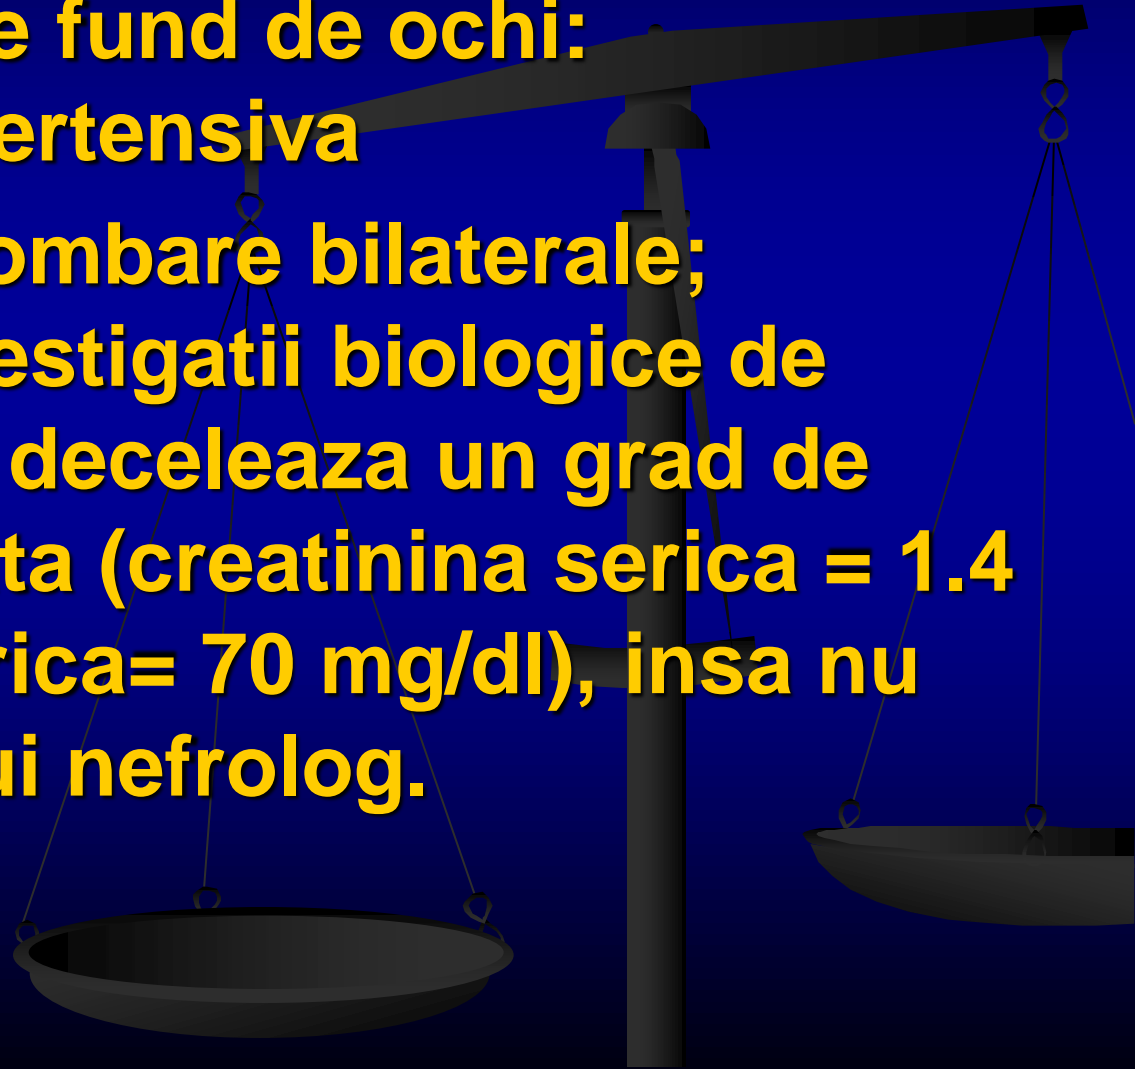 e fund de ochi:
ertensiva
ombare bilaterale;
estigatii biologice de
deceleaza un grad de
ta (creatinina serica = 1.4
rica= 70 mg/dl), insa nu
ui nefrolog.